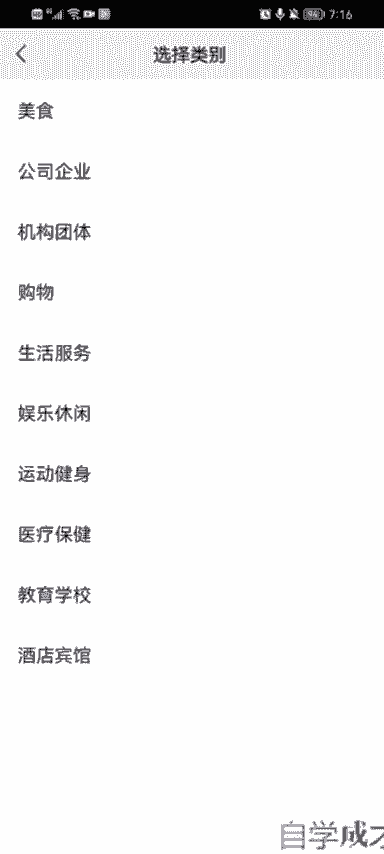 7:16
选择类别
美食
公司企业
机构团体
购物
生活服务
娱乐休闲
运动健身
医疗保健
教育学校
酒店宾馆
自学成才